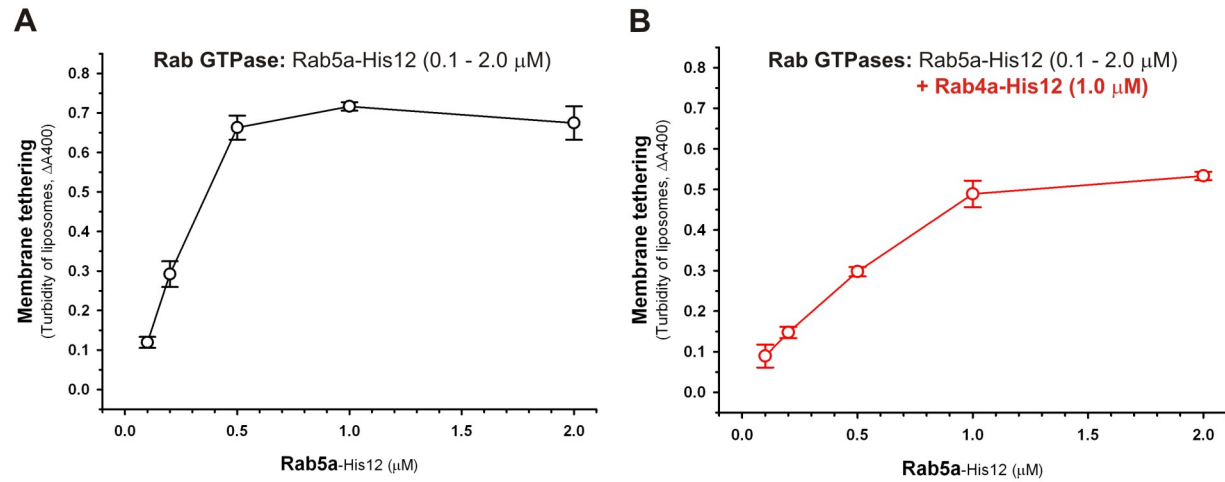 A
Rab GTPase: Rab5a-His12 (0.1 - 2.0 μM)
Membrane tethering
(Turbidity of liposomes, ΔA400)
0.8
0.7
0.6
0.5
0.4
0.3
0.2
0.1
0.0
0.0 0.5 1.0 1.5 2.0
Rab5a-His12 (μM)
B
Rab GTPases: Rab5a-His12 (0.1 - 2.0 μM)
+ Rab4a-His12 (1.0 μM)
Membrane tethering
(Turbidity of liposomes, ΔA400)
0.8
0.7
0.6
0.5
0.4
0.3
0.2
0.1
0.0
0.0 0.5 1.0 1.5 2.0
Rab5a-His12 (μM)